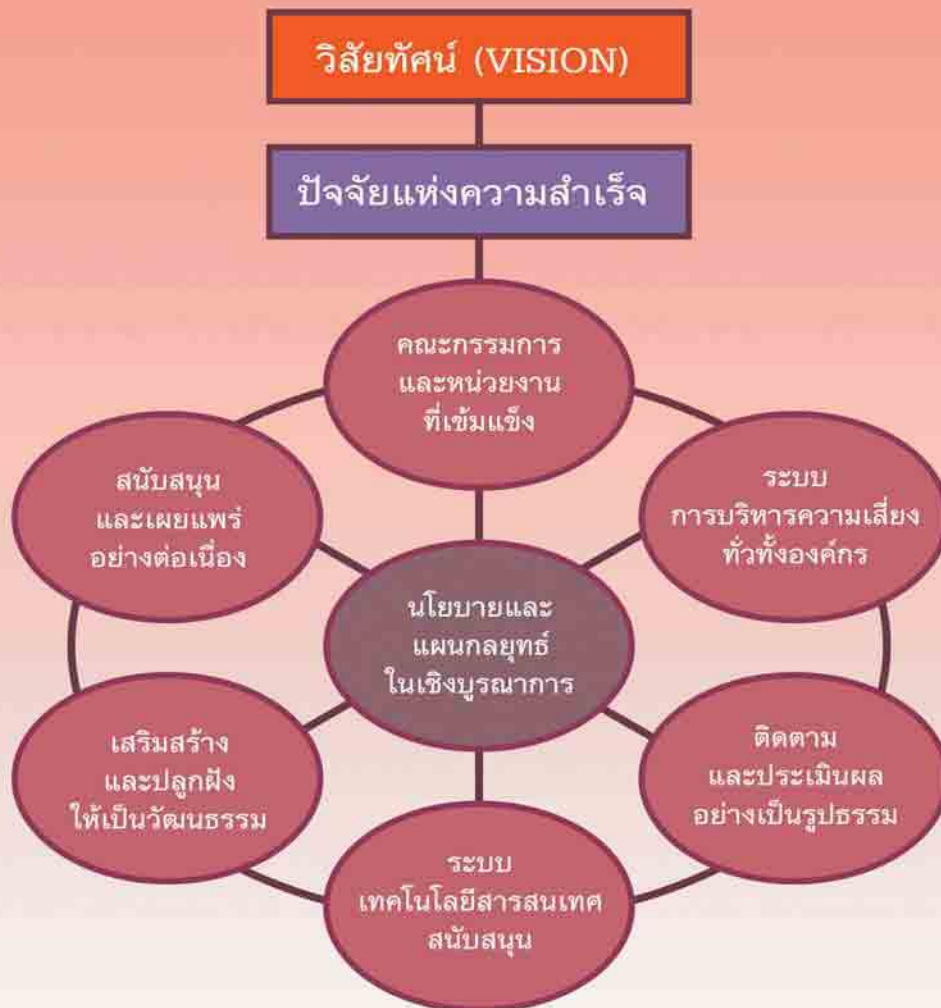 วิสัยทัศน์ (VISION)
ปัจจัยแห่งความสำเร็จ
คณะกรรมการ
และหน่วยงาน
ที่เข้มแข็ง
สนับสนุน
และเผยแพร่
อย่างต่อเนื่อง
ระบบ
การบริหารความเสี่ยง
ทั่วทั้งองค์กร
นโยบายและ
แผนกลยุทธ์
ในเชิงบูรณาการ
เสริมสร้าง
และปลูกฝัง
ให้เป็นวัฒนธรรม
ติดตาม
และประเมินผล
อย่างเป็นรูปธรรม
ระบบ
เทคโนโลยีสารสนเทศ
สนับสนุน